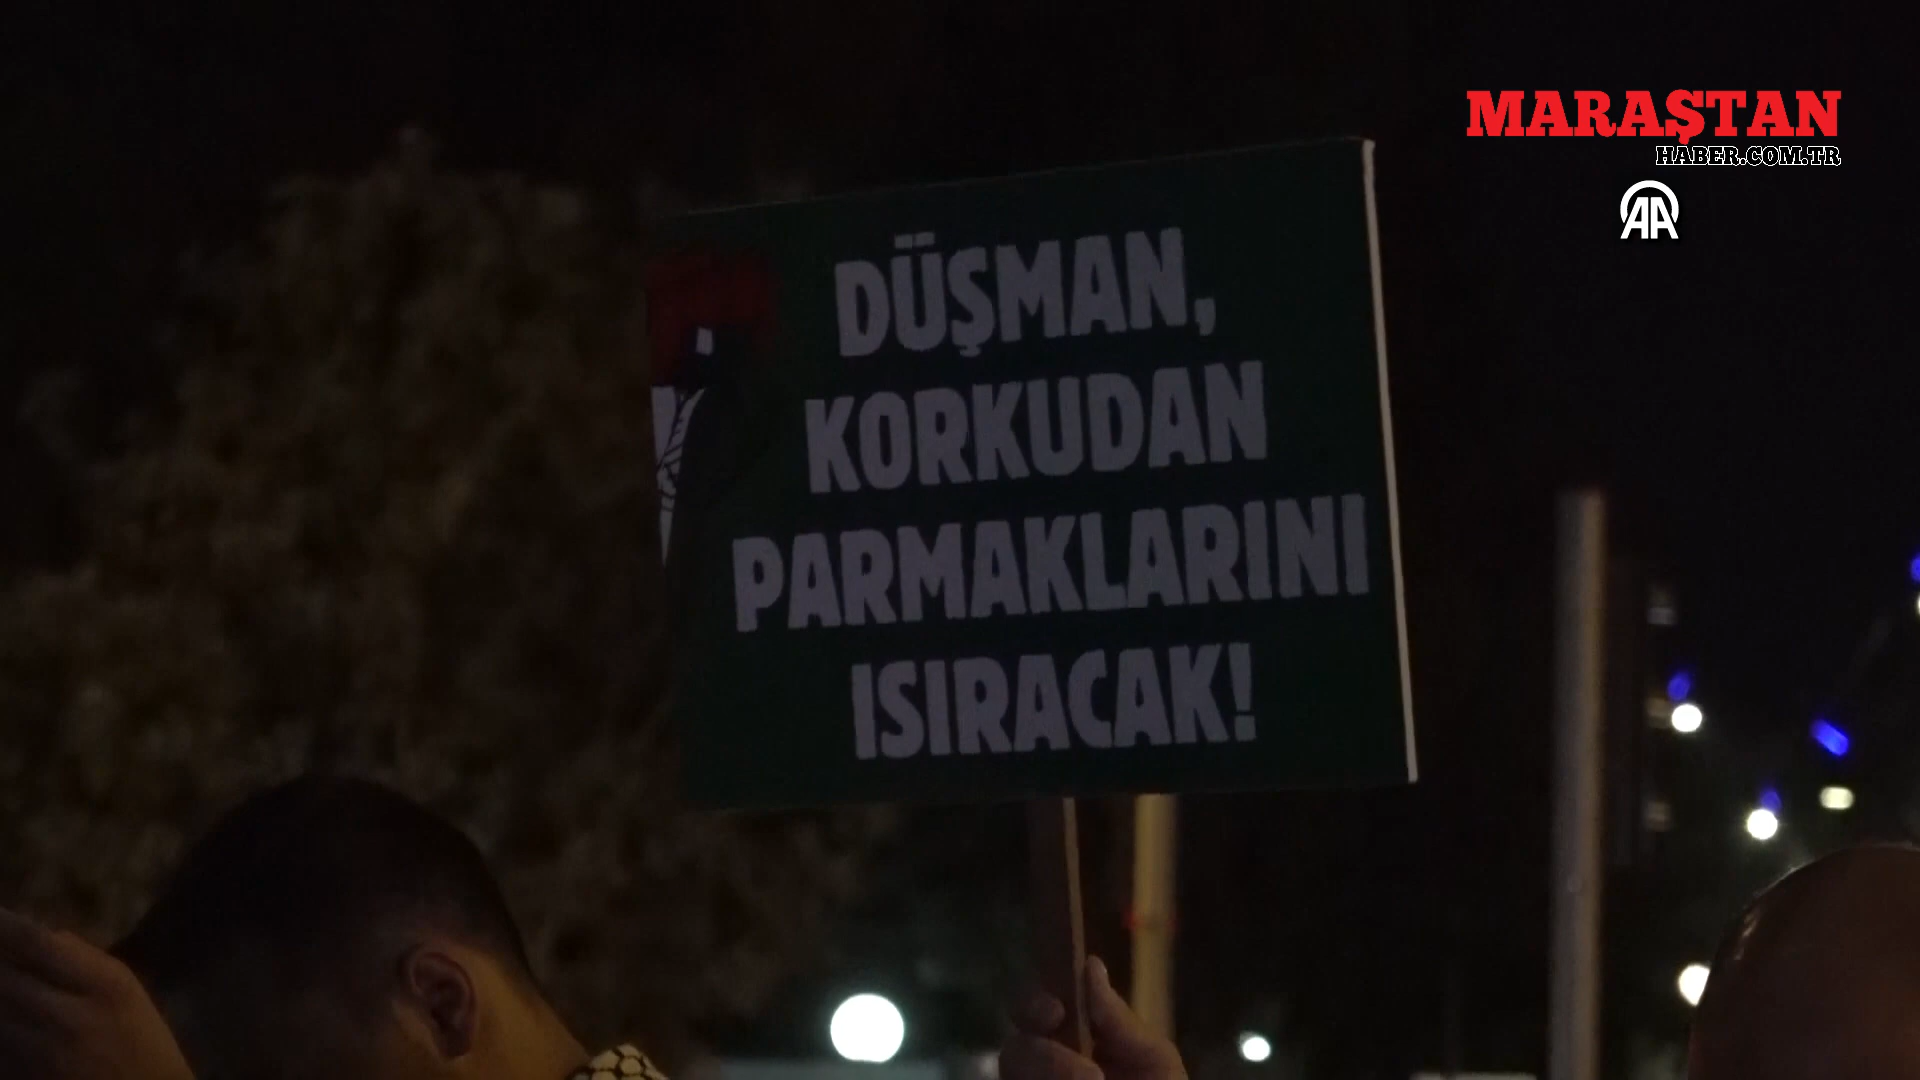 MARAŞTAN
HABER.COM.TR
AA
DÜŞMAN,
KORKUDAN
PARMAKLARINI
ISIRACAK!